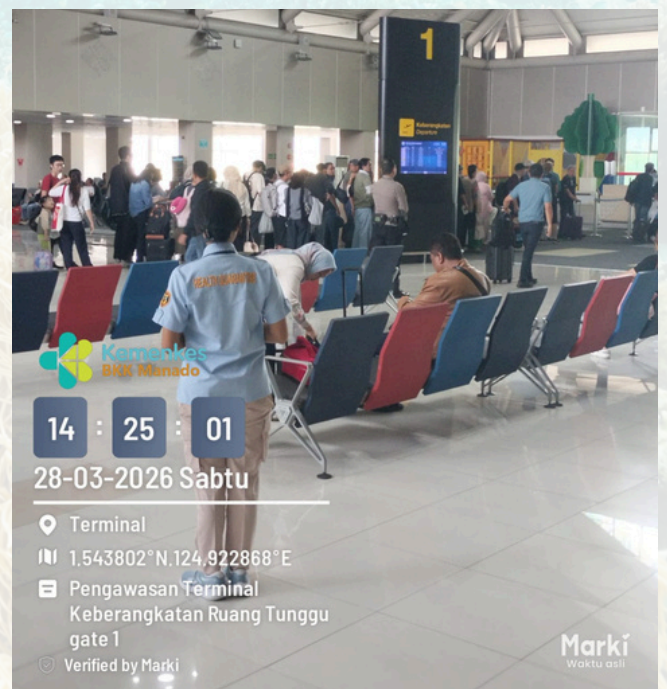 1
Keberangkatan
Departure
Kemenkes
BKK Manado
14 : 25 : 01
28-03-2026 Sabtu
Terminal
1.543802°N,124.922868°E
Pengawasan Terminal
Keberangkatan Ruang Tunggu
gate 1
Verified by Marki
Marki
Waktu asli